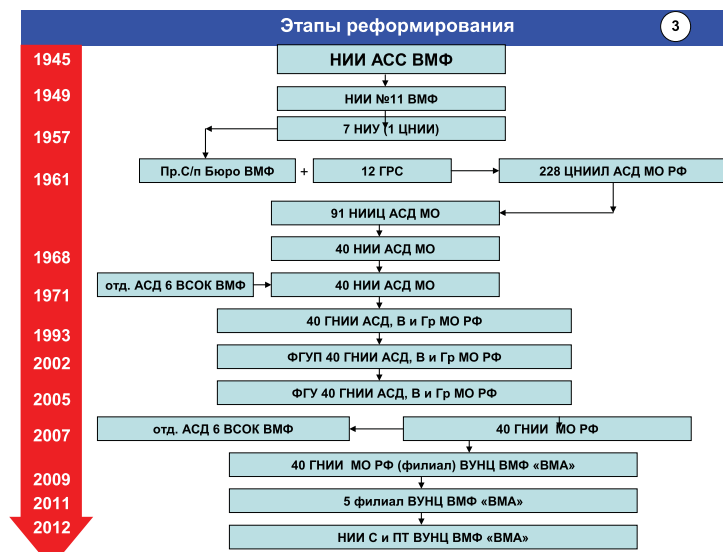 Этапы реформирования
3
1945
НИИ АСС ВМФ
1949
НИИ №11 ВМФ
1957
7 НИУ (1 ЦНИИ)
1961
Пр.С/п Бюро ВМФ + 12 ГРС 228 ЦНИИЛ АСД МО РФ
91 НИИЦ АСД МО
1968
40 НИИ АСД МО
1971
отд. АСД 6 ВСОК ВМФ 40 НИИ АСД МО
1993
40 ГНИИ АСД, В и Гр МО РФ
2002
ФГУП 40 ГНИИ АСД, В и Гр МО РФ
2005
ФГУ 40 ГНИИ АСД, В и Гр МО РФ
2007
отд. АСД 6 ВСОК ВМФ 40 ГНИИ МО РФ
2009
40 ГНИИ МО РФ (филиал) ВУНЦ ВМФ «ВМА»
2011
5 филиал ВУНЦ ВМФ «ВМА»
2012
НИИ С и ПТ ВУНЦ ВМФ «ВМА»